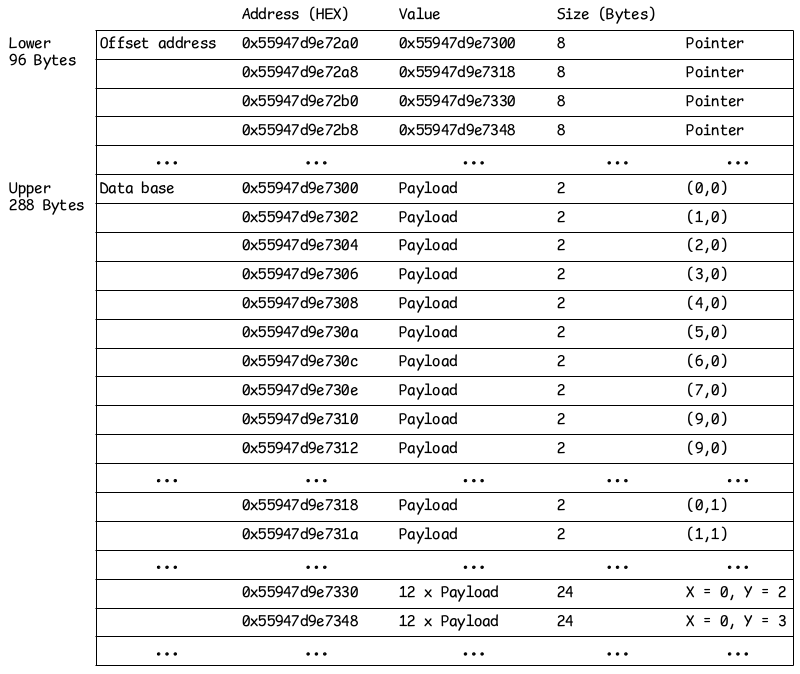 Address (HEX) Value Size (Bytes)
Lower Offset address 0x55947d9e72a0 0x55947d9e7300 8 Pointer
96 Bytes
0x55947d9e72a8 0x55947d9e7318 8 Pointer
0x55947d9e72b0 0x55947d9e7330 8 Pointer
0x55947d9e72b8 0x55947d9e7348 8 Pointer
... ... ... ... ...
Upper Data base 0x55947d9e7300 Payload 2 (0,0)
288 Bytes
0x55947d9e7302 Payload 2 (1,0)
0x55947d9e7304 Payload 2 (2,0)
0x55947d9e7306 Payload 2 (3,0)
0x55947d9e7308 Payload 2 (4,0)
0x55947d9e730a Payload 2 (5,0)
0x55947d9e730c Payload 2 (6,0)
0x55947d9e730e Payload 2 (7,0)
0x55947d9e7310 Payload 2 (9,0)
0x55947d9e7312 Payload 2 (9,0)
... ... ... ... ...
0x55947d9e7318 Payload 2 (0,1)
0x55947d9e731a Payload 2 (1,1)
... ... ... ... ...
0x55947d9e7330 12 x Payload 24 X = 0, Y = 2
0x55947d9e7348 12 x Payload 24 X = 0, Y = 3
... ... ... ... ...